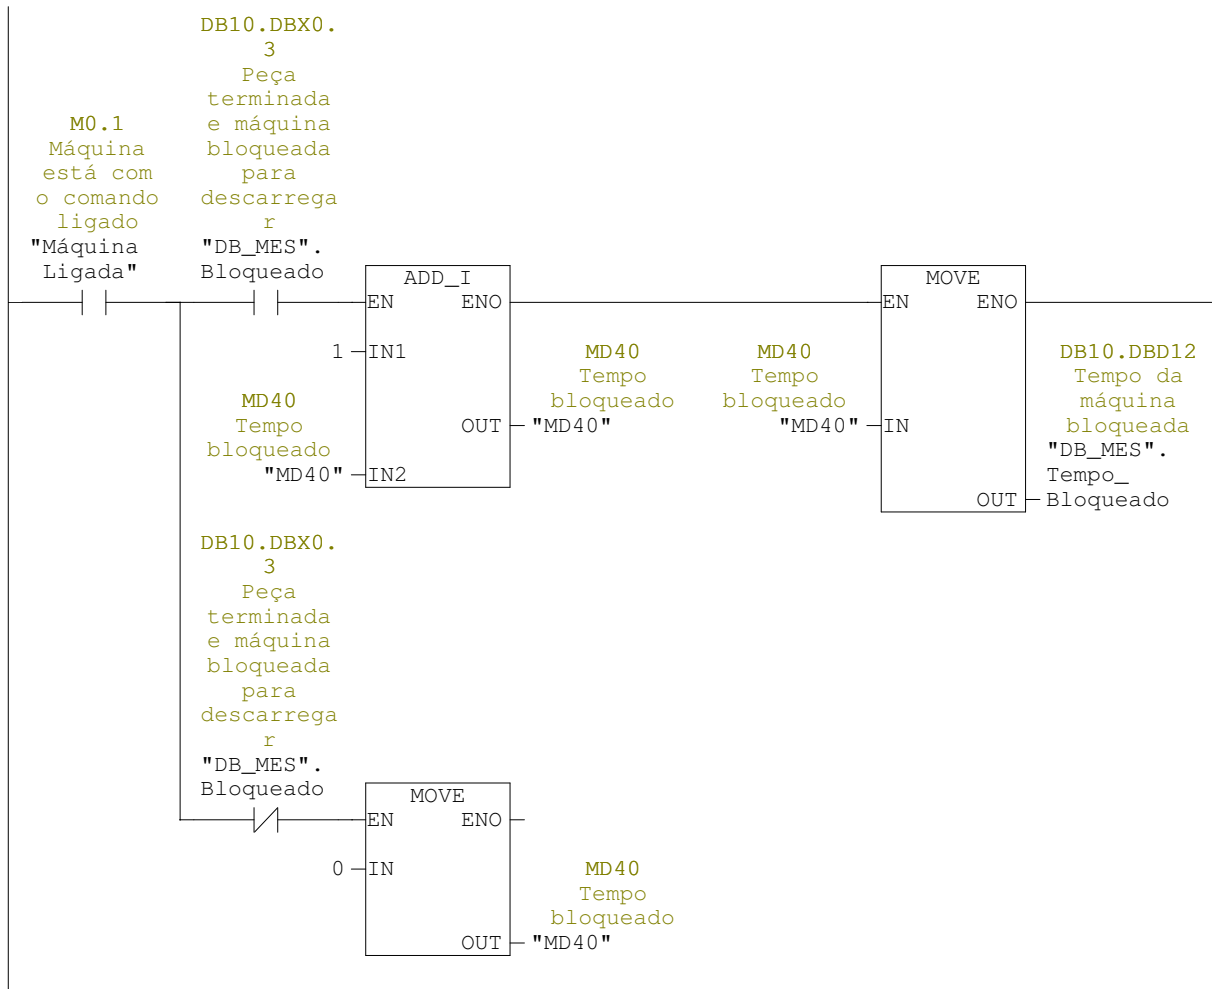 DB10.DBX0.
3
Peça
terminada
e máquina
bloqueada
para
descarrega
r
"DB_MES".
Bloqueado
M0.1
Máquina
está com
o comando
ligado
"Máquina
Ligada"
ADD_I
EN ENO
1 IN1
MD40
Tempo
bloqueado
"MD40" IN2
MD40
Tempo
bloqueado
OUT "MD40"
MOVE
EN ENO
MD40
Tempo
bloqueado
"MD40" IN
DB10.DBD12
Tempo da
máquina
bloqueada
"DB_MES".
Tempo_
OUT Bloqueado
DB10.DBX0.
3
Peça
terminada
e máquina
bloqueada
para
descarrega
r
"DB_MES".
Bloqueado
MOVE
EN ENO
0 IN
MD40
Tempo
bloqueado
OUT "MD40"